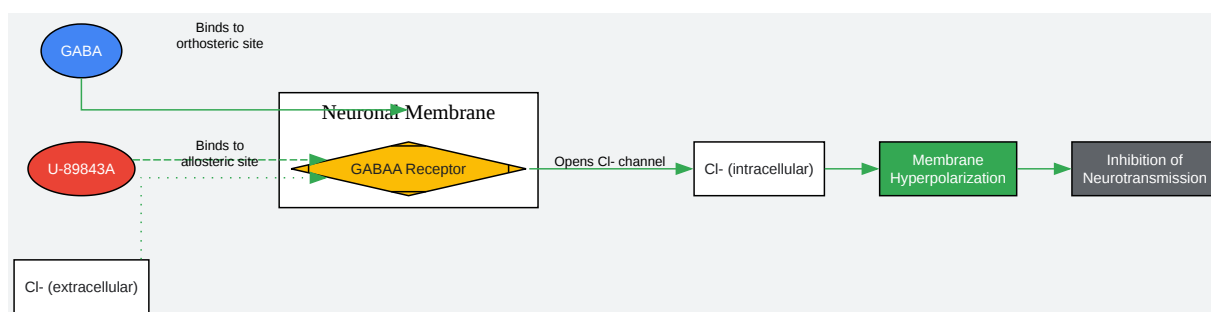 GABA
Binds to
orthosteric site
Neuronal Membrane
U-89843A
Binds to
allosteric site
GABAA Receptor
Opens Cl- channel
Cl- (intracellular)
Membrane
Hyperpolarization
Inhibition of
Neurotransmission
Cl- (extracellular)